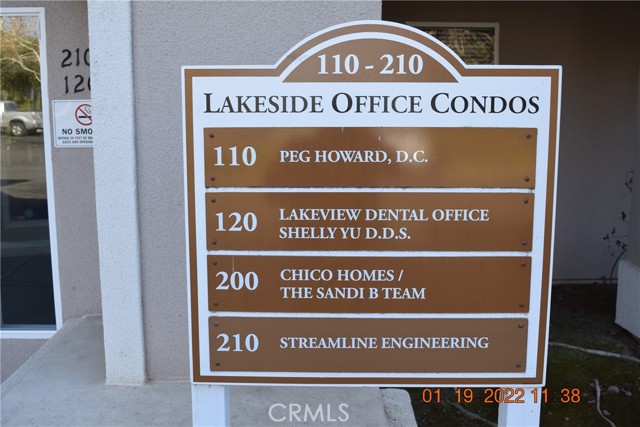 210
NO SMOKING
110 - 210
LAKESIDE OFFICE CONDOS
110 PEG HOWARD, D.C.
120 LAKEVIEW DENTAL OFFICE
SHELLY YU D.D.S.
200 CHICO HOMES /
THE SANDI B TEAM
210 STREAMLINE ENGINEERING
01 19 2022 11 38
CRMLS